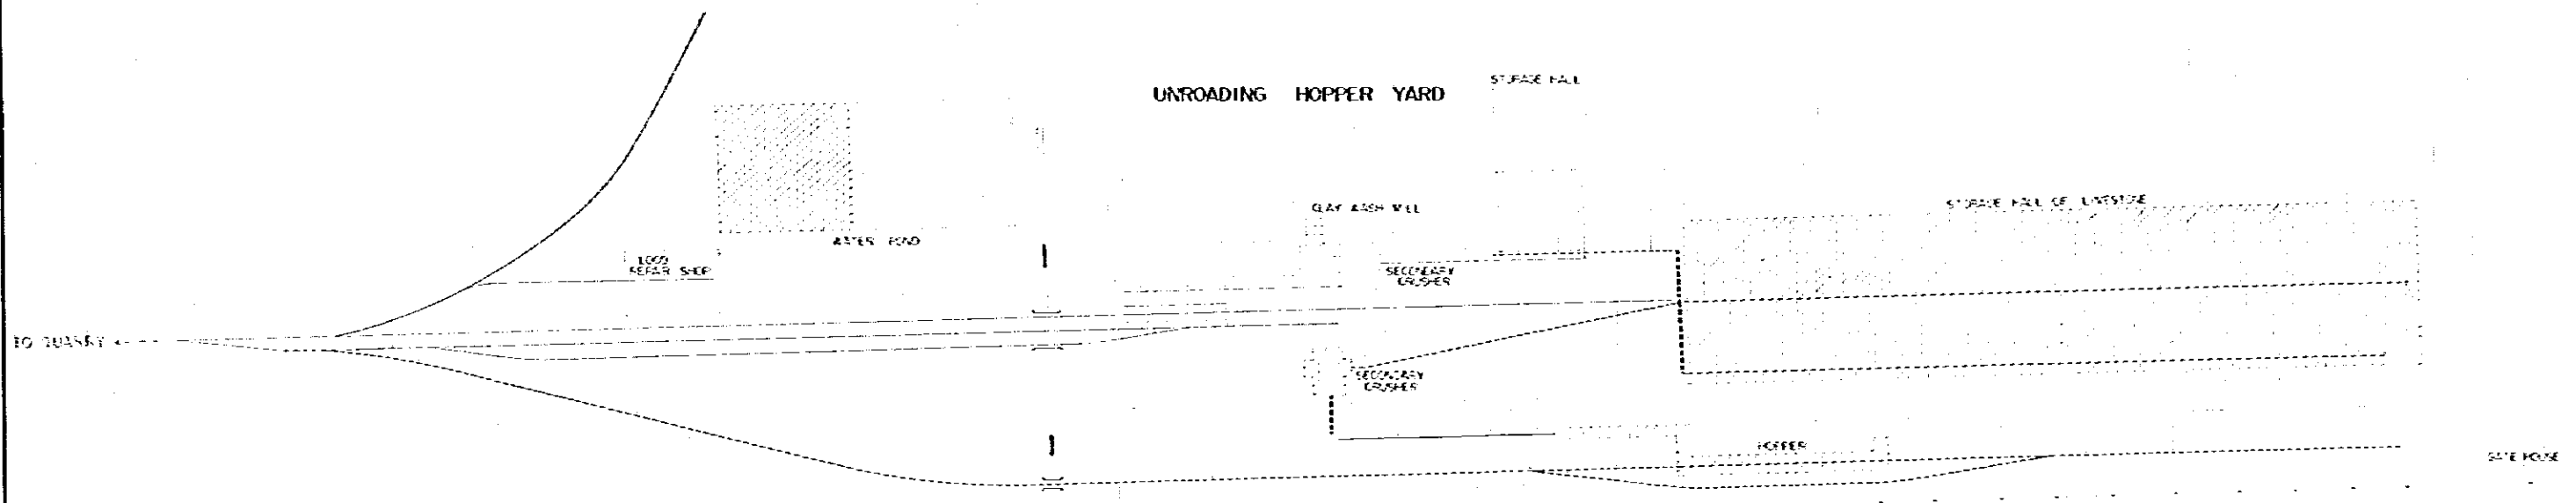 STORAGE HALL
UNROADING HOPPER YARD
STORAGE HALL OF LIMESTONE
CLAY WASH MILL
WATER POND
LOCO
REPAIR SHOP
SECONDARY
CRUSHER
TO QUARRY
SECONDARY
CRUSHER
HOPPER
GATE HOUSE